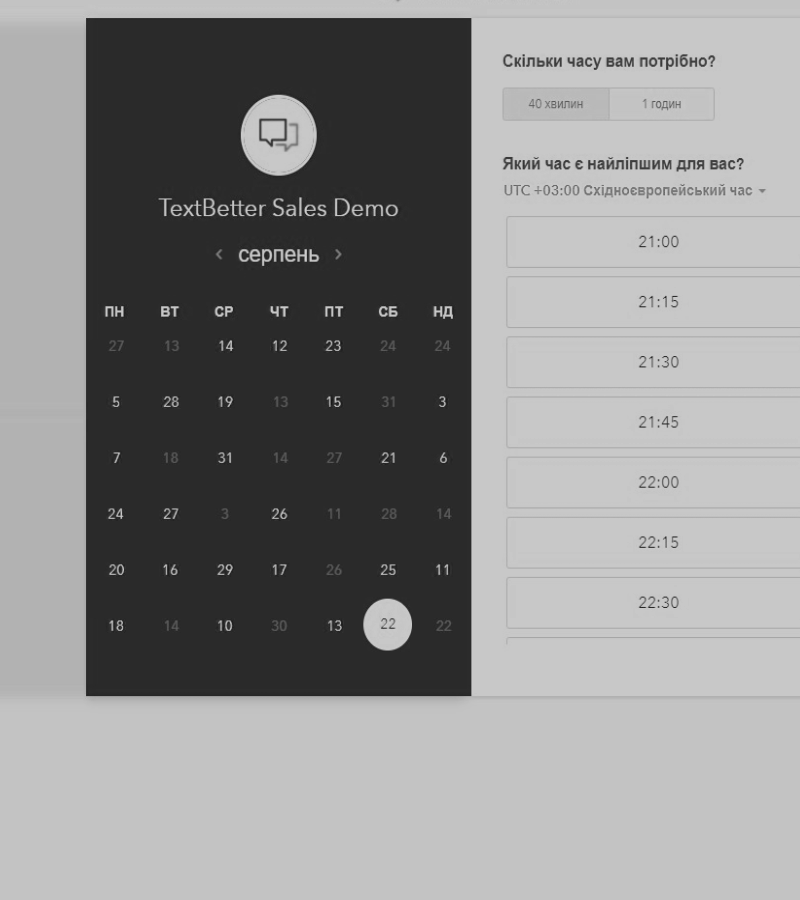 TextBetter Sales Demo
серпень
ПН ВТ СР ЧТ ПТ СБ НД
27 13 14 12 23 24 24
5 28 19 13 15 31 3
7 18 31 14 27 21 6
24 27 3 26 11 28 14
20 16 29 17 26 25 11
18 14 10 30 13 22 22
Скільки часу вам потрібно?
40 хвилин 1 годин
Який час є найліпшим для вас?
UTC +03:00 Східноєвропейський час
21:00
21:15
21:30
21:45
22:00
22:15
22:30